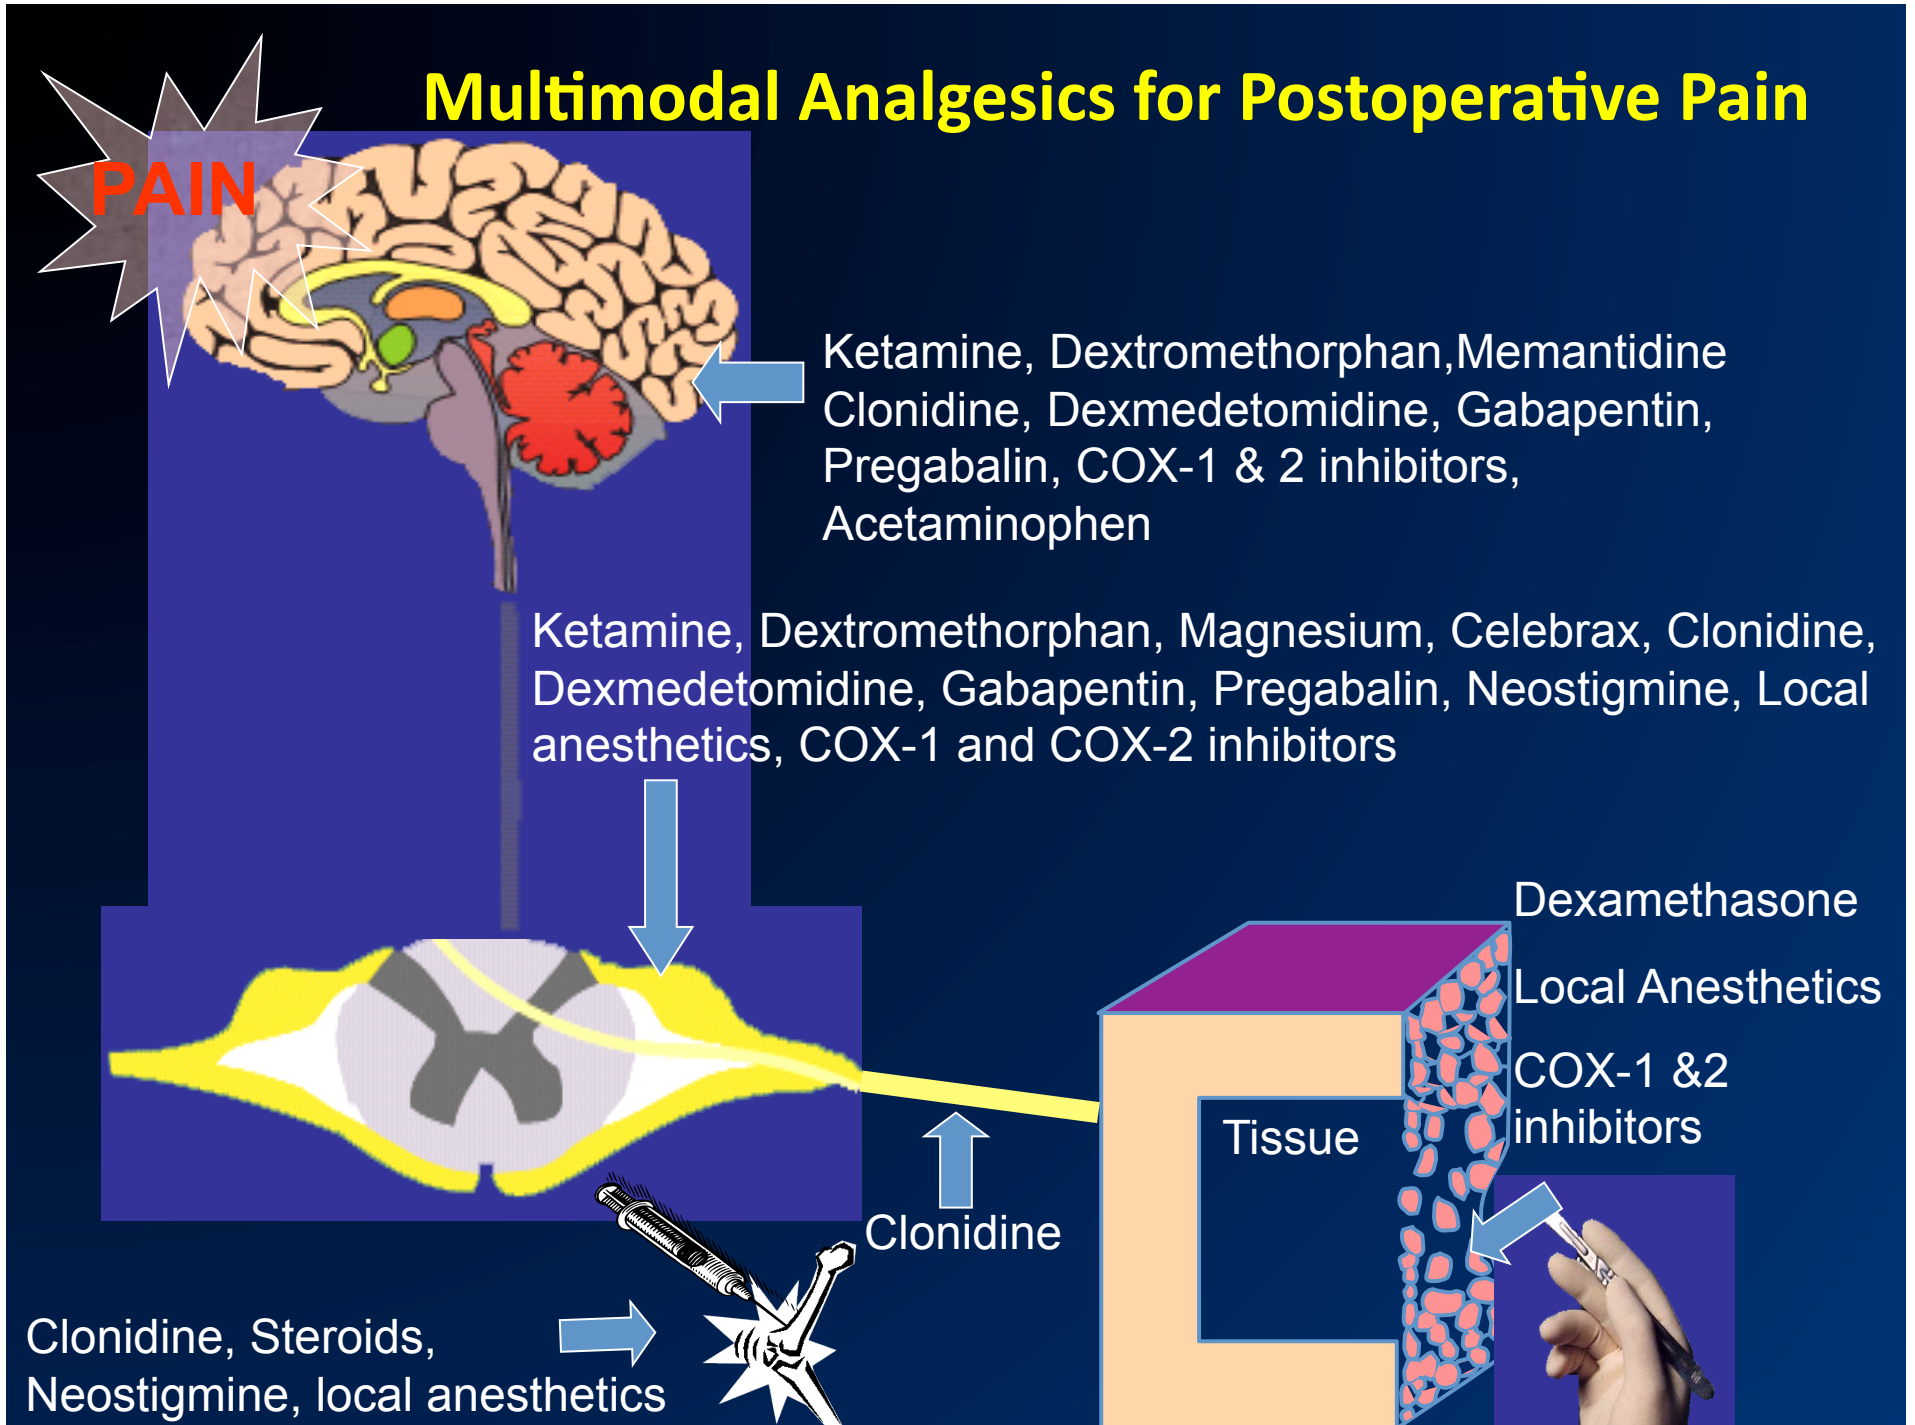 Multimodal Analgesics for Postoperative Pain
PAIN
Ketamine, Dextromethorphan,Memantidine
Clonidine, Dexmedetomidine, Gabapentin,
Pregabalin, COX-1 & 2 inhibitors,
Acetaminophen
Ketamine, Dextromethorphan, Magnesium, Celebrax, Clonidine,
Dexmedetomidine, Gabapentin, Pregabalin, Neostigmine, Local
anesthetics, COX-1 and COX-2 inhibitors
Dexamethasone
Local Anesthetics
COX-1 &2
inhibitors
Tissue
Clonidine
Clonidine, Steroids,
Neostigmine, local anesthetics